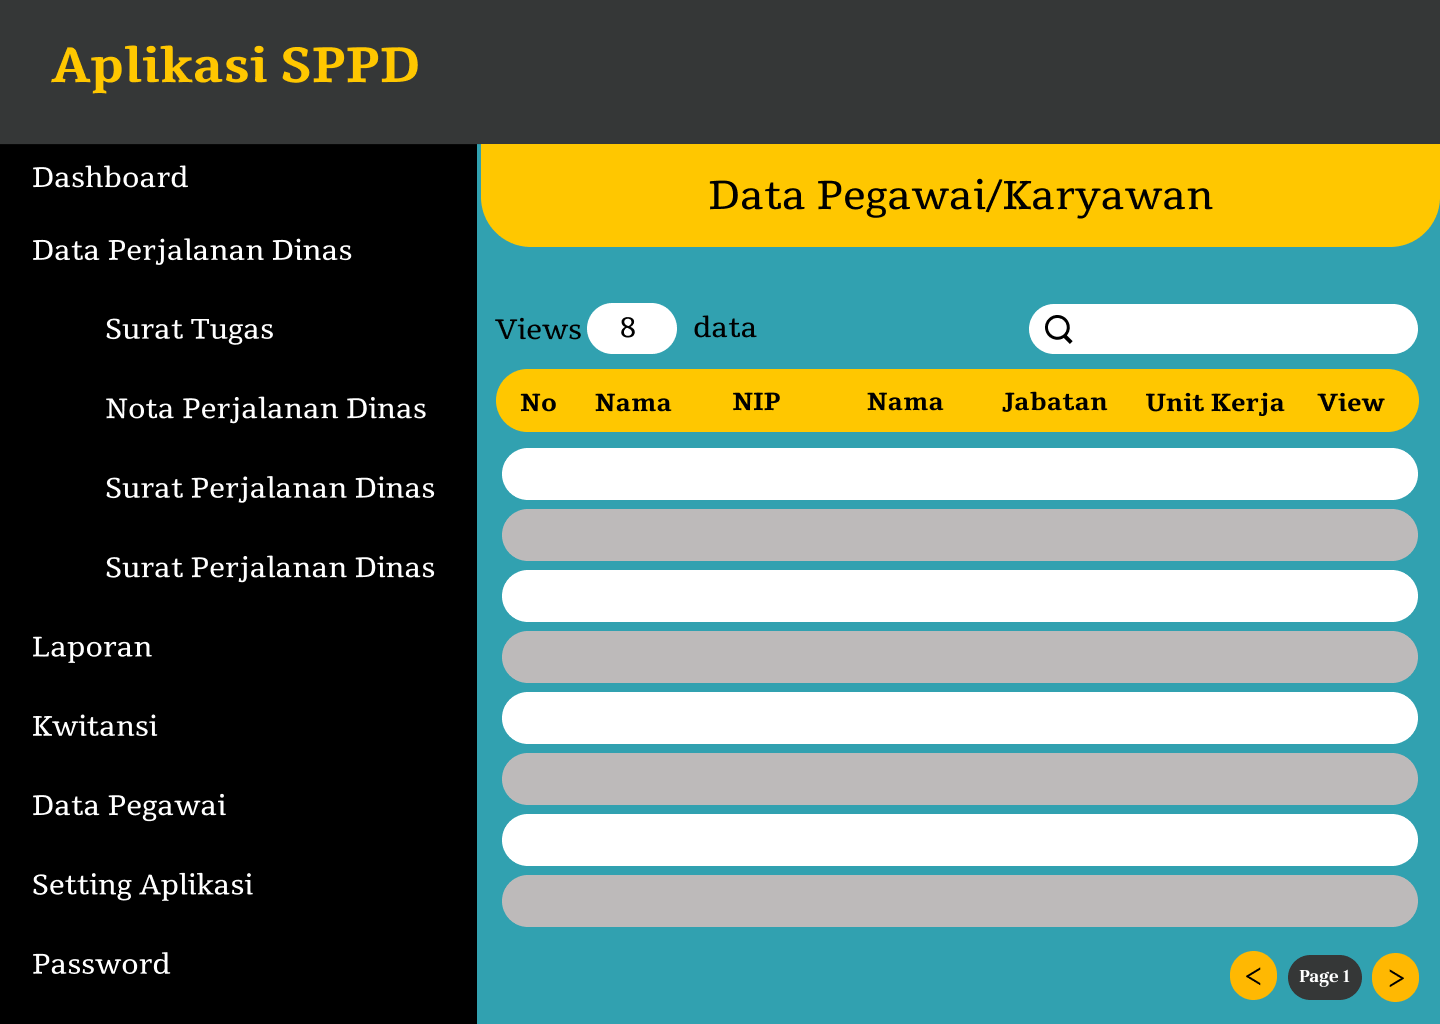 Aplikasi SPPD
Dashboard
Data Perjalanan Dinas
Surat Tugas
Nota Perjalanan Dinas
Surat Perjalanan Dinas
Surat Perjalanan Dinas
Laporan
Kwitansi
Data Pegawai
Setting Aplikasi
Password
Data Pegawai/Karyawan
Views 8 data
No Nama NIP Nama Jabatan Unit Kerja View
< Page 1 >